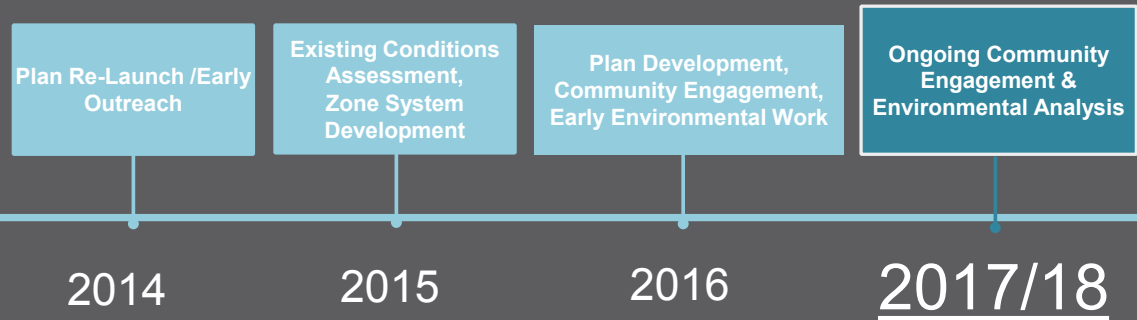 Plan Re-Launch /Early
Outreach
Existing Conditions
Assessment,
Zone System
Development
Plan Development,
Community Engagement,
Early Environmental Work
Ongoing Community
Engagement &
Environmental Analysis
2014
2015
2016
2017/18